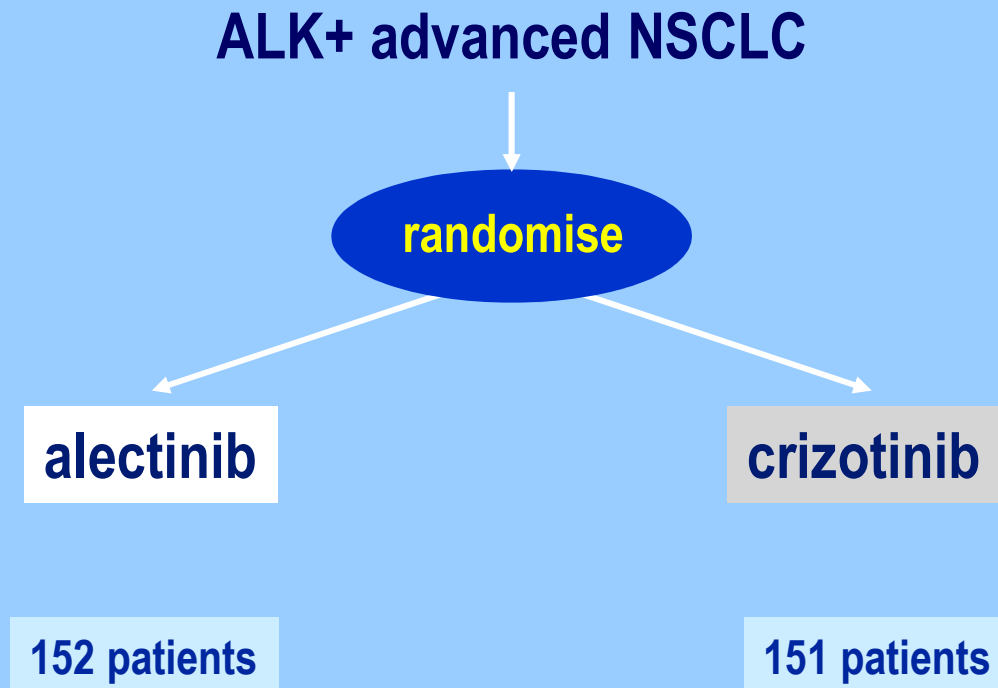 ALK+ advanced NSCLC
randomise
alectinib
crizotinib
152 patients
151 patients